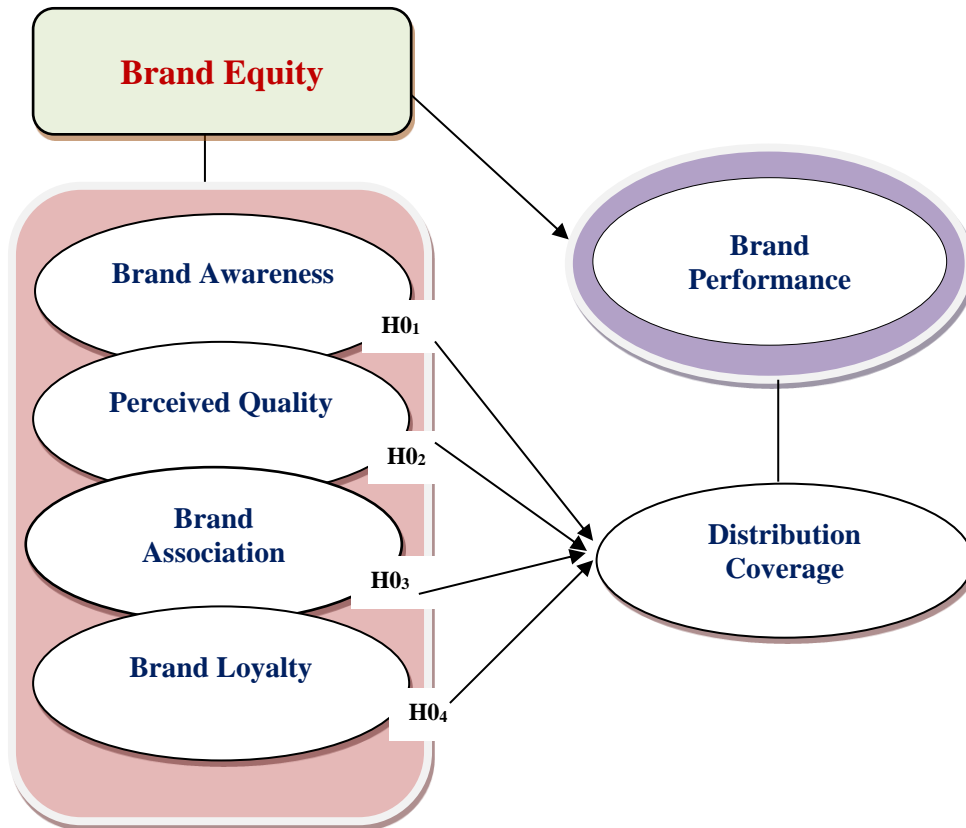 Brand Equity
Brand Awareness
H0₁
Perceived Quality
H0₂
Brand
Association
H0₃
Brand Loyalty
H0₄
Brand
Performance
Distribution
Coverage